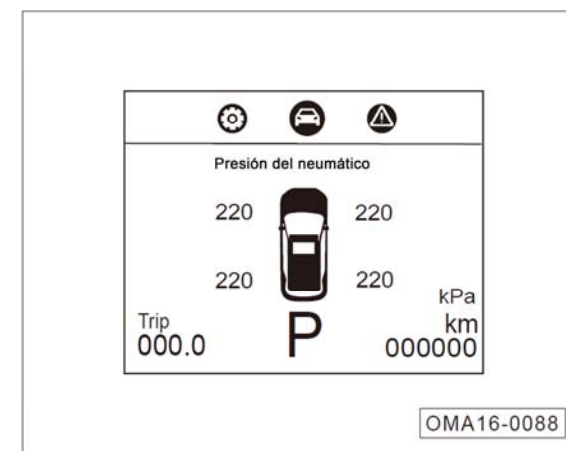 Presión del neumático
220 220
220 220
kPa
Trip km
000.0 P 000000
OMA16-0088